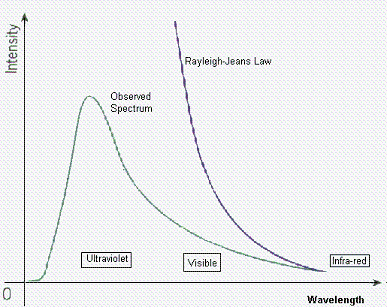 Intensity
Rayleigh-Jeans Law
Observed
Spectrum
Ultraviolet
Visible
Infra-red
0
Wavelength